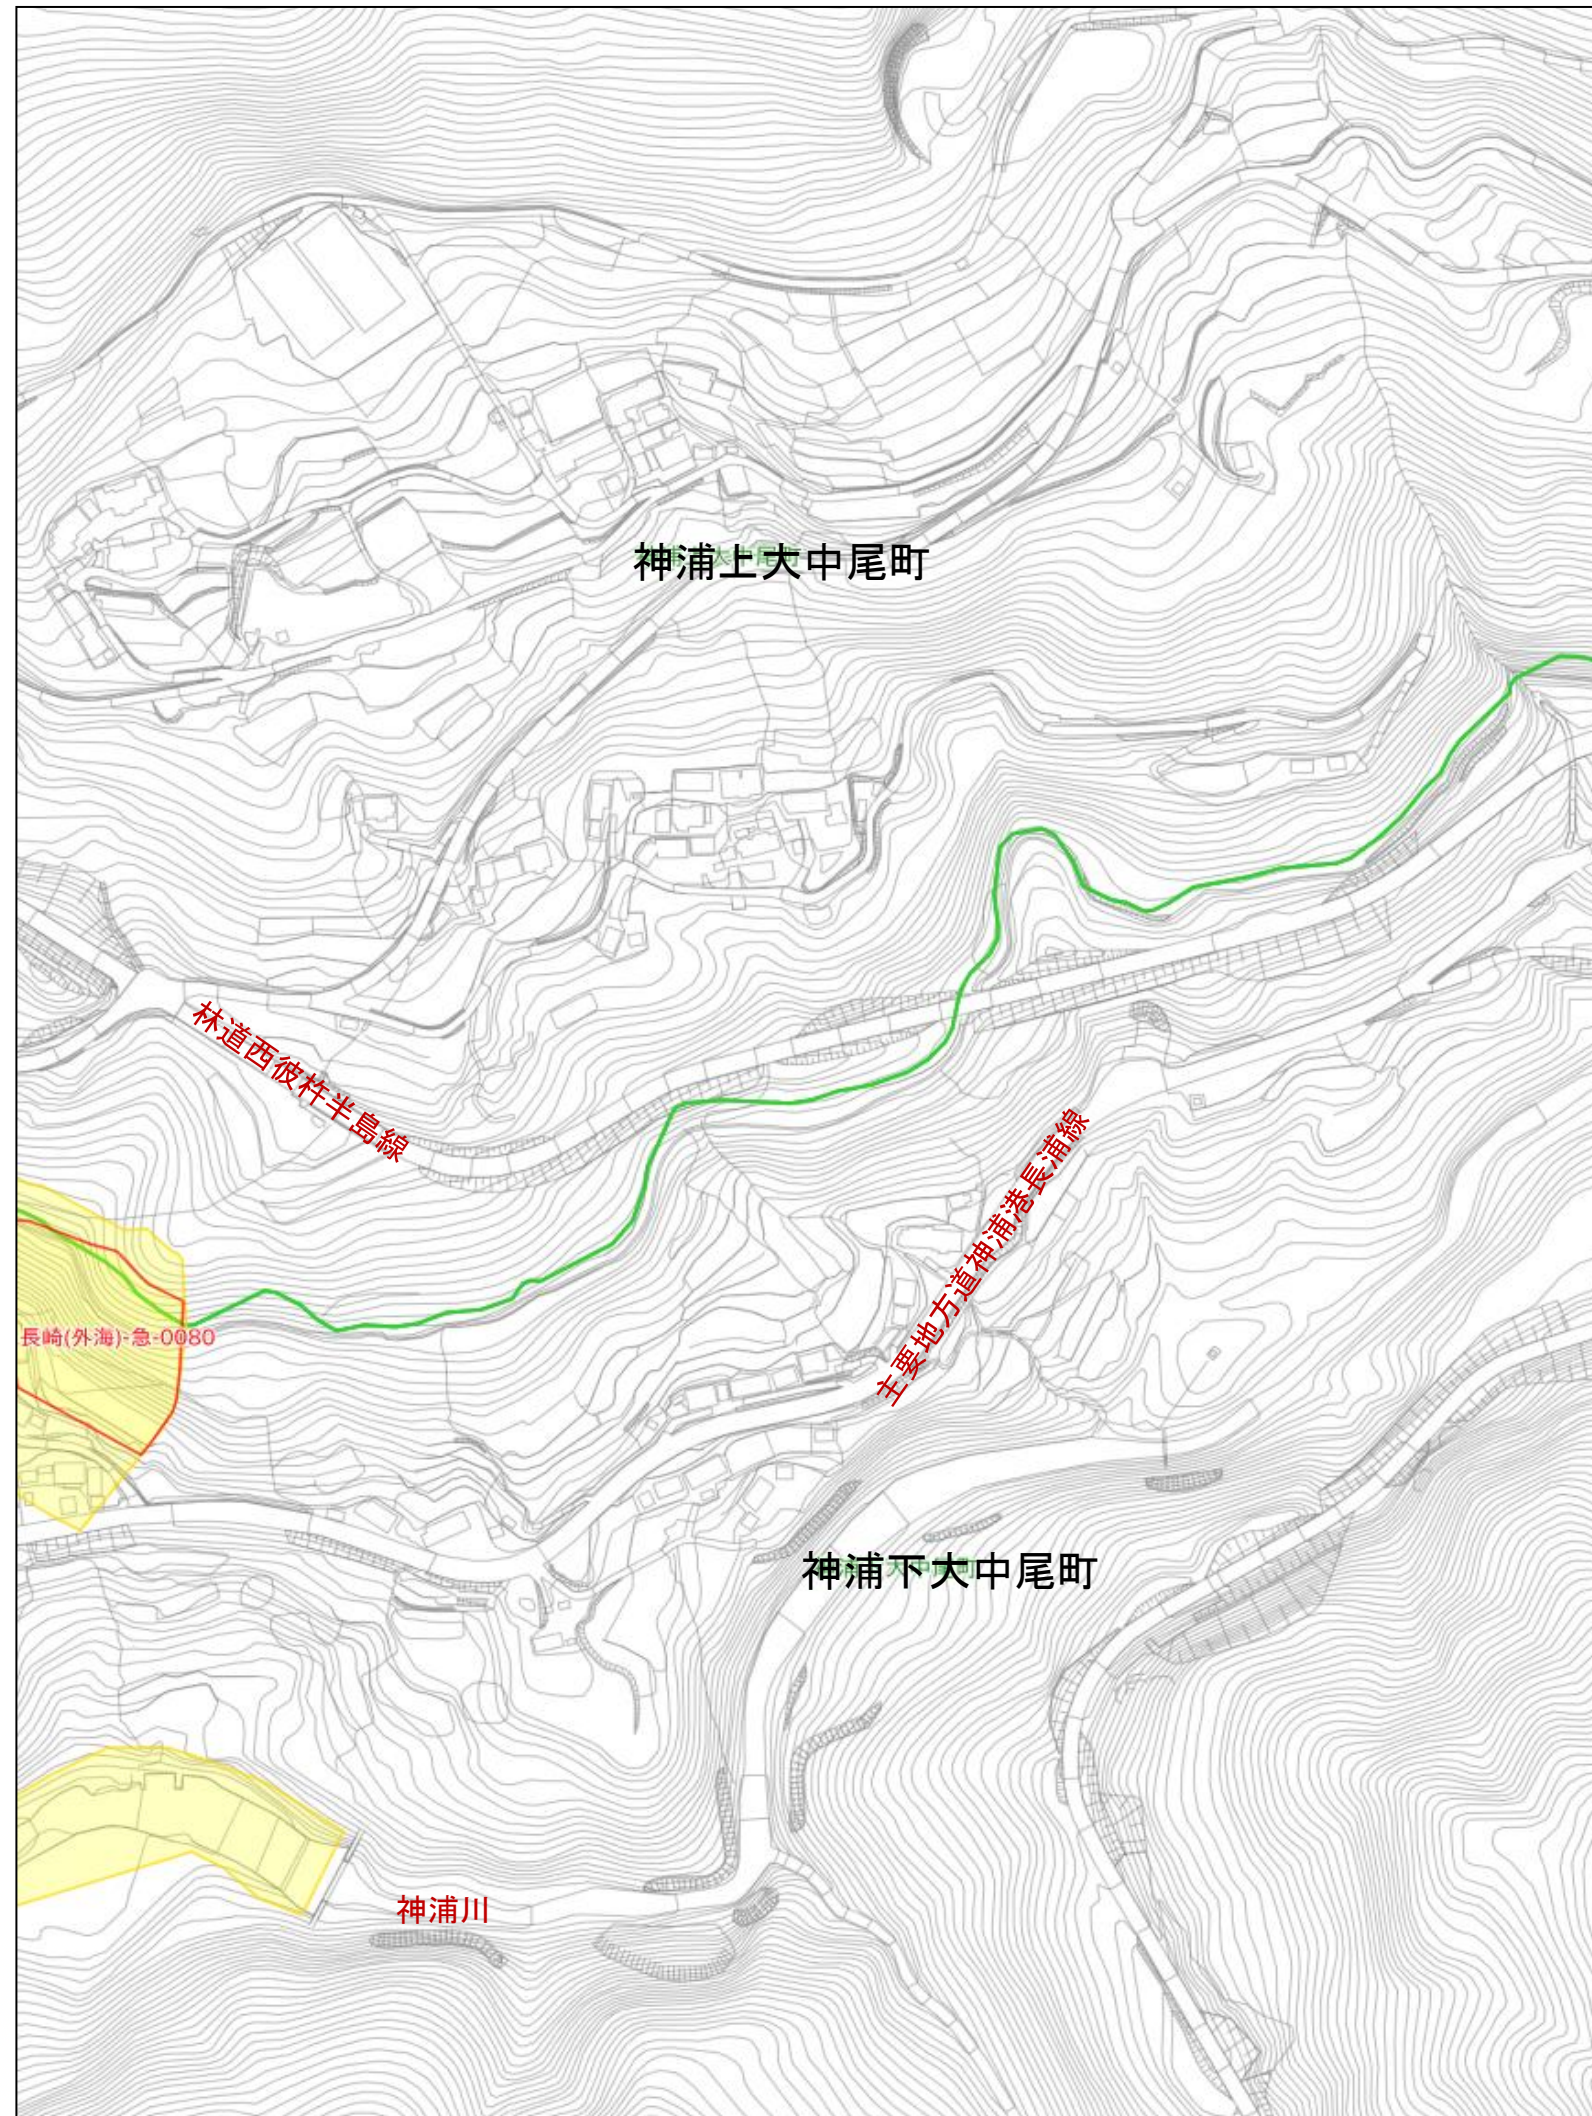 神浦上大中尾町
林道西彼杵半島線
主要地方道神浦港長浦線
長崎(外海)-急-0080
神浦下大中尾町
神浦川